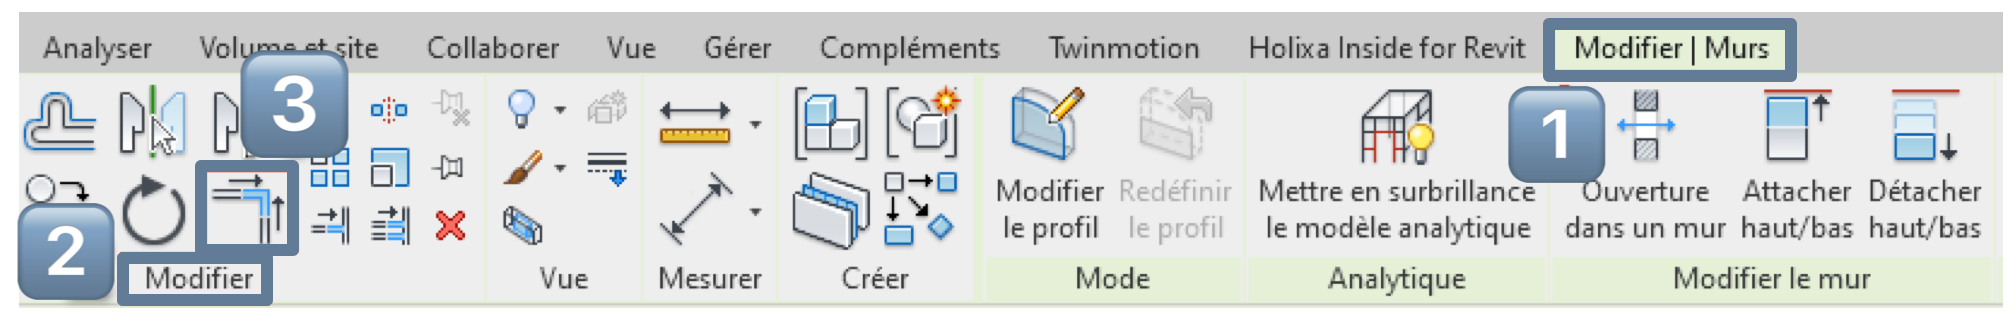 Analyser Volume et site Collaborer Vue Gérer Compléments Twinmotion Holixa Inside for Revit Modifier | Murs
3
1
2
Modifier
le profil
Redéfinir
le profil
Mettre en surbrillance
le modèle analytique
Ouverture
dans un mur
Attacher
haut/bas
Détacher
haut/bas
Modifier Vue Mesurer Créer Mode Analytique Modifier le mur